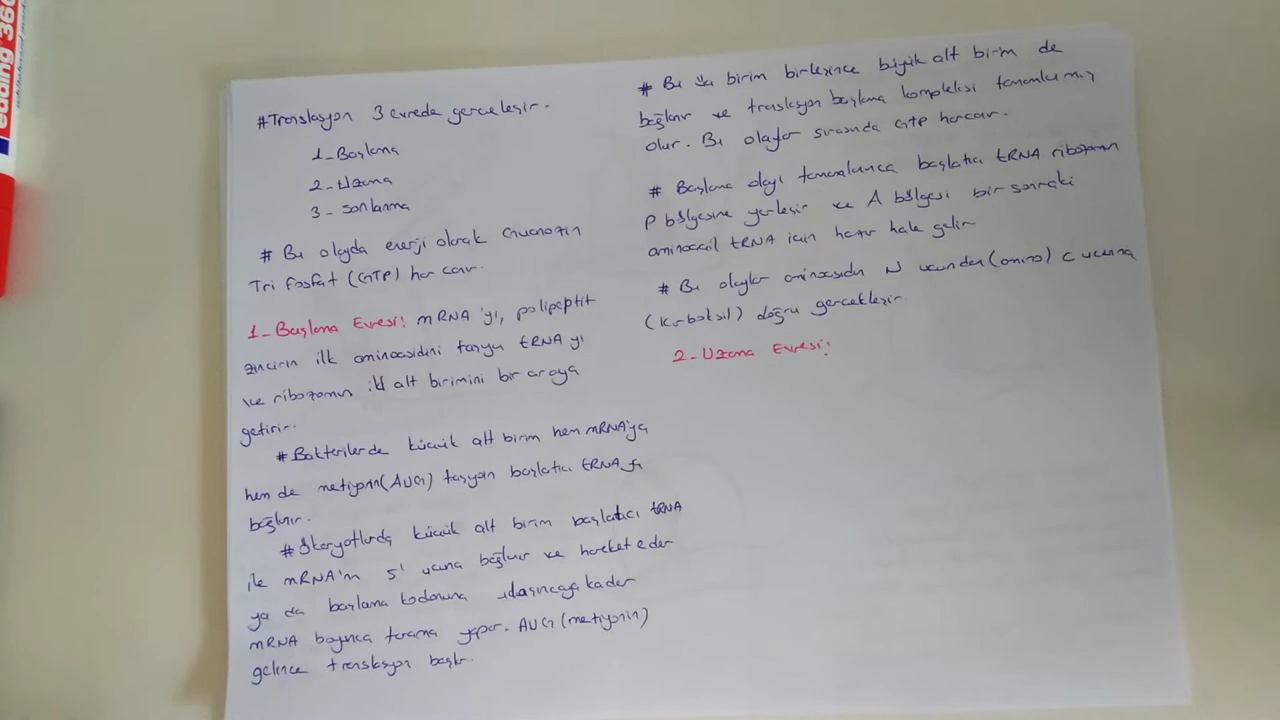 edding 360
#Translasyon 3 evrede gerçeleşir.
1-Başlama
2-Uzama
3-Sonlanma
# Bu olayda enerji olarak Guanozin
Tri fosfat (GTP) harcar.
1-Başlama Evresi: mRNA'yı, polipeptit
zincirin ilk aminoasidini taşıyan tRNA yı
ve ribozomun iki alt birimini bir araya
getirir.
#Bakterilerde küçük alt birim hem mRNA'ya
hem de metiyonin(AUG) taşıyan başlatıcı tRNA ya
bağlanır.
# Ökaryotlarda küçük alt birim başlatıcı tRNA
ile mRNA'nın 5' ucuna bağlanır ve hareket eder
ya da başlama kodonuna ulaşıncaya kadar
mRNA boyunca tarama yapar. AUG (metiyonin)
gelince translasyon başlar.
# Bu iki birim birleşince büyük alt birim de
bağlanır ve translasyon başlama kompleksi tamamlanmış
olur. Bu olaylar sırasında GTP harcar.
# Başlama olayı tamamlanınca başlatıcı tRNA ribozomun
P bölgesine yerleşir ve A bölgesi bir sonraki
aminoaçil tRNA için hazır hale gelir
# Bu olaylar aminoasidin N ucundan(amino) C ucuna
(Karboksil) doğru gerçekleşir
2-Uzama Evresi: